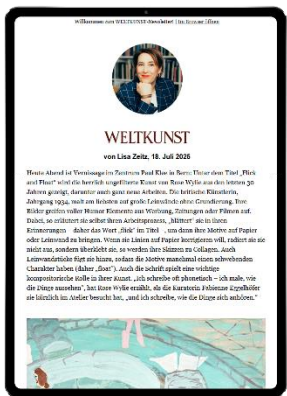 Willkommen zum WELTKUNST-Newsletter! | Im Browser öffnen
WELTKUNST
von Lisa Zeitz, 18. Juli 2025
Heute Abend ist Vernissage im Zentrum Paul Klee in Bern: Unter dem Titel „Flick
and Float“ wird die herrlich ungefilterte Kunst von Rose Wylie aus den letzten 30
Jahren gezeigt, darunter auch ganz neue Arbeiten. Die britische Künstlerin,
Jahrgang 1934, malt am liebsten auf große Leinwände ohne Grundierung. Ihre
Bilder greifen voller Humor Elemente aus Werbung, Zeitungen oder Filmen auf.
Dabei, so erläutert sie selbst ihren Arbeitsprozess, „blättert“ sie in ihren
Erinnerungen – daher das Wort „flick“ im Titel –, um dann ihre Motive auf Papier
oder Leinwand zu bringen. Wenn sie Linien auf Papier korrigieren will, radiert sie sie
nicht aus, sondern überklebt sie, so werden ihre Skizzen zu Collagen. Auch
Leinwandstücke fügt sie hinzu, sodass die Motive manchmal einen schwebenden
Charakter haben (daher „float“). Auch die Schrift spielt eine wichtige
kompositorische Rolle in ihrer Kunst. „Ich schreibe oft phonetisch – ich male, wie
die Dinge aussehen“, hat Rose Wylie erzählt, als die Kuratorin Fabienne Eggelhöfer
sie kürzlich im Atelier besucht hat, „und ich schreibe, wie die Dinge sich anhören.“